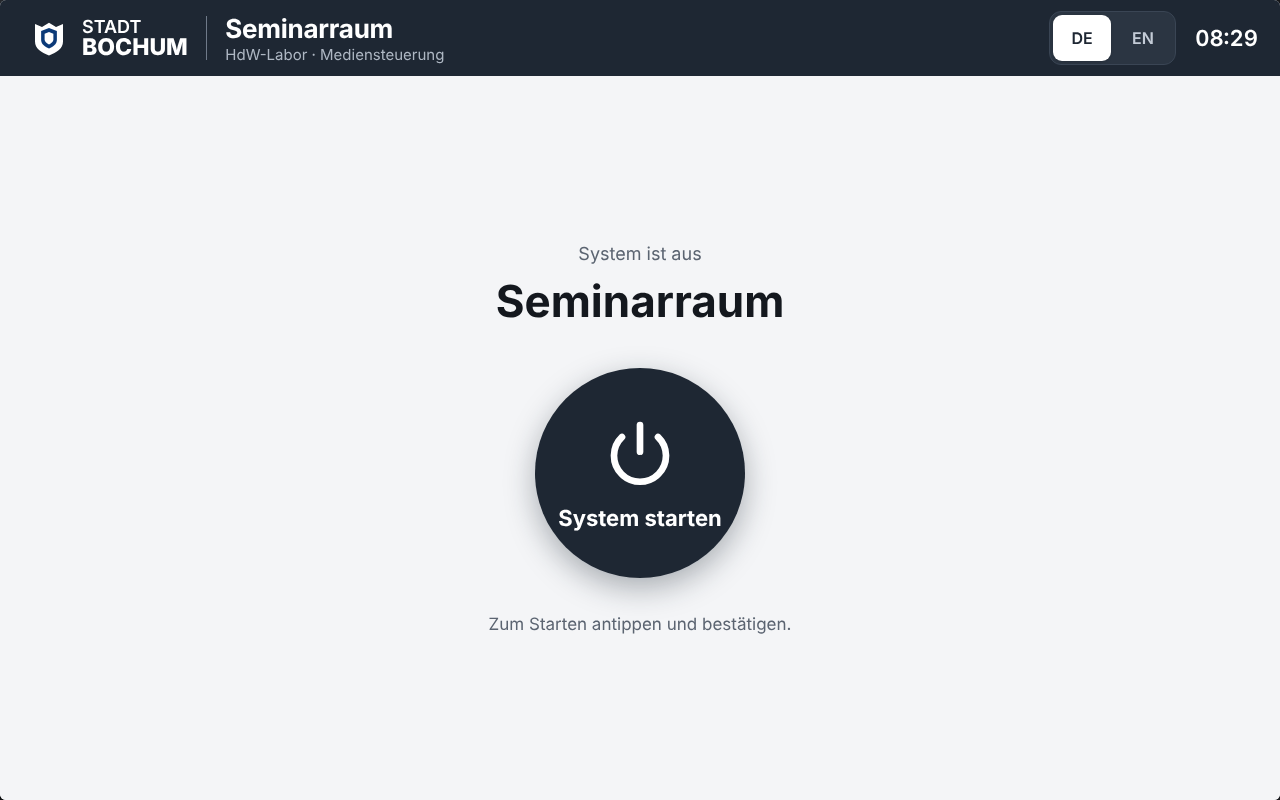 STADT
BOCHUM
Seminarraum
HdW-Labor · Mediensteuerung
DE
EN
08:29
System ist aus
Seminarraum
System starten
Zum Starten antippen und bestätigen.